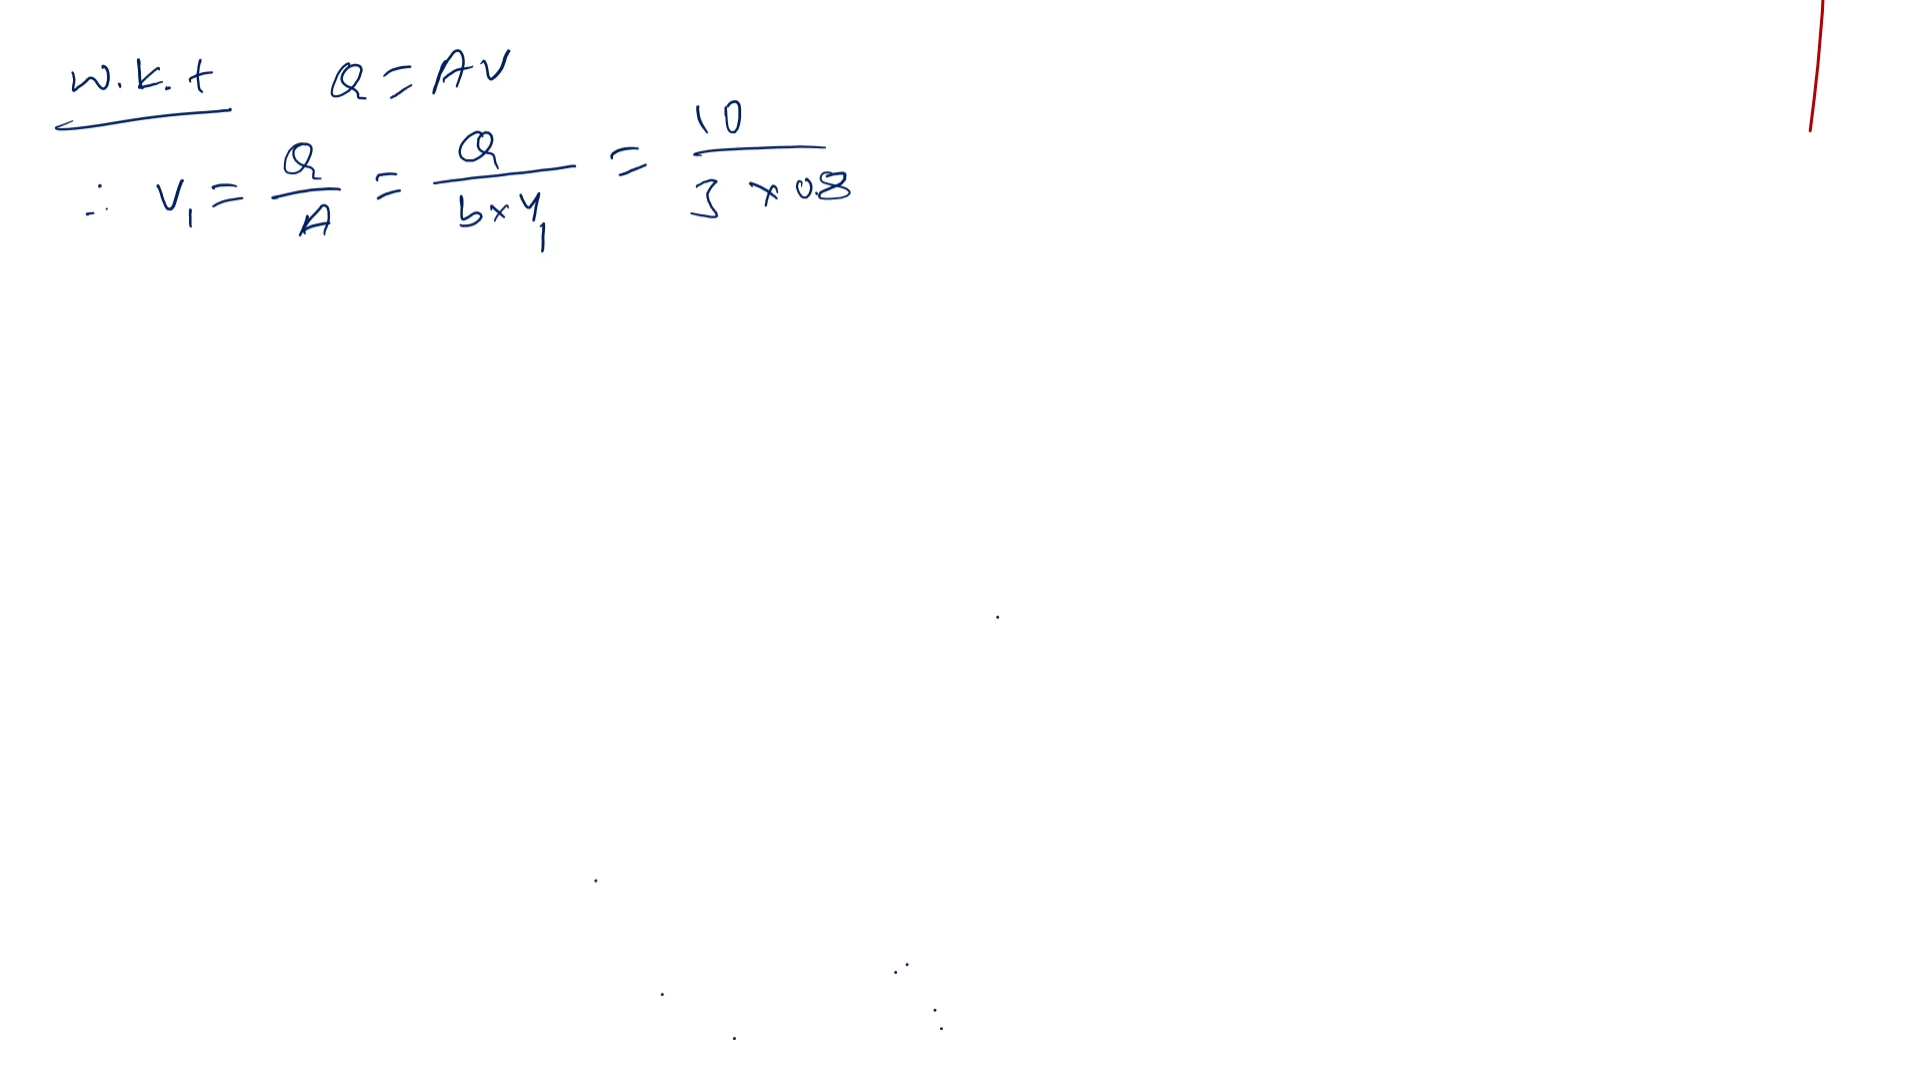 W.K.t Q = AV
∴ V₁ = Q/A = Q/(b×Y₁) = 10/(3 × 0.8)